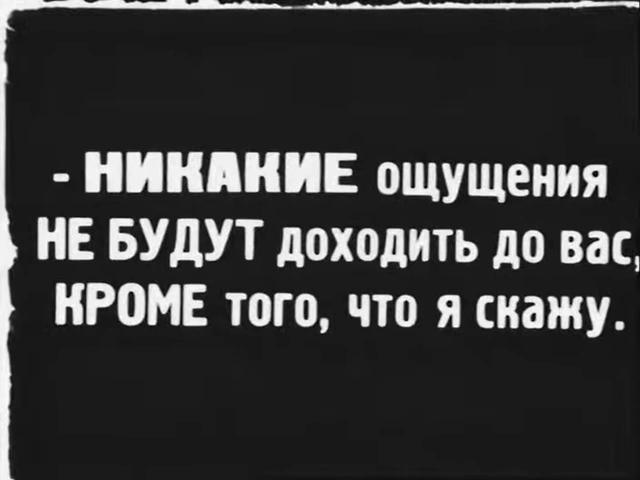 - НИКАКИЕ ощущения
НЕ БУДУТ доходить до вас,
КРОМЕ того, что я скажу.